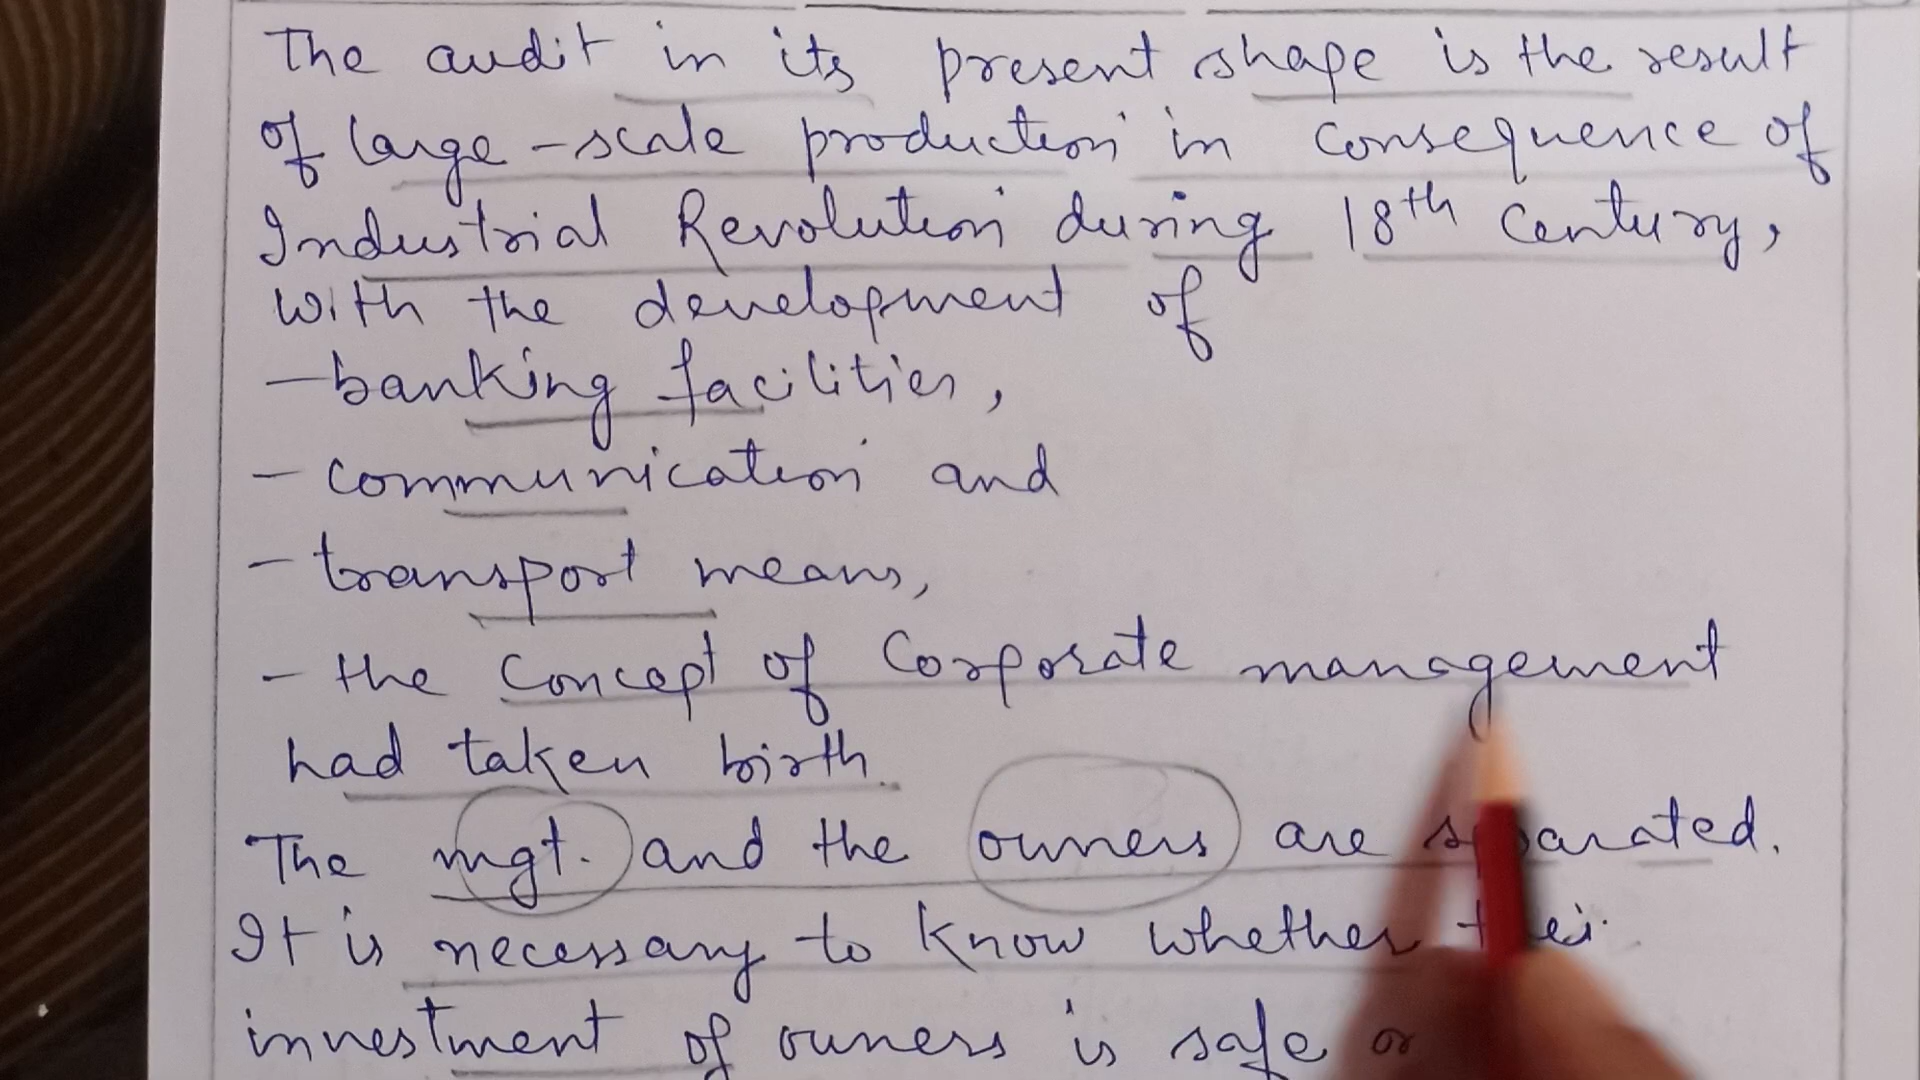 The audit in its present shape is the result
of large-scale production in consequence of
Industrial Revolution during 18th Century,
with the development of
- banking facilities,
- communication and
- transport means,
- the concept of Corporate management
had taken birth.
The mgt. and the owners are separated.
It is necessary to know whether
investment of owners is safe or